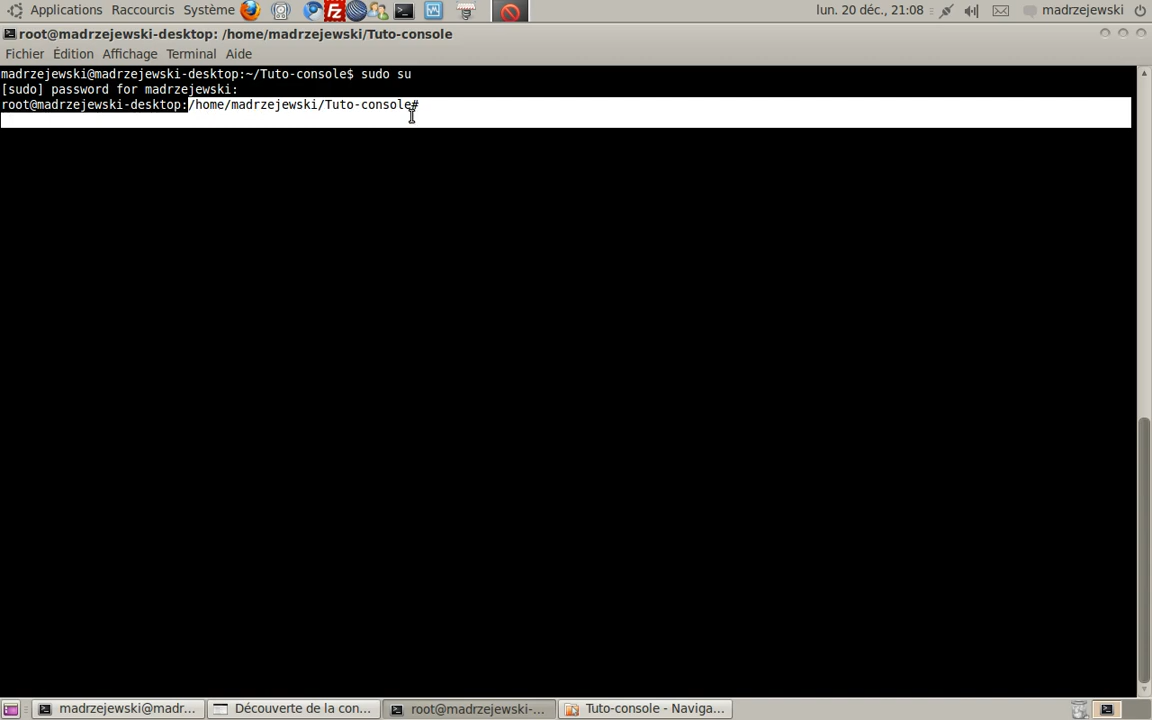 Applications Raccourcis Système lun. 20 déc., 21:08 madrzejewski
root@madrzejewski-desktop: /home/madrzejewski/Tuto-console
Fichier Édition Affichage Terminal Aide
madrzejewski@madrzejewski-desktop:~/Tuto-console$ sudo su
[sudo] password for madrzejewski:
root@madrzejewski-desktop:/home/madrzejewski/Tuto-console#
madrzejewski@madr... Découverte de la con... root@madrzejewski-... Tuto-console - Naviga...